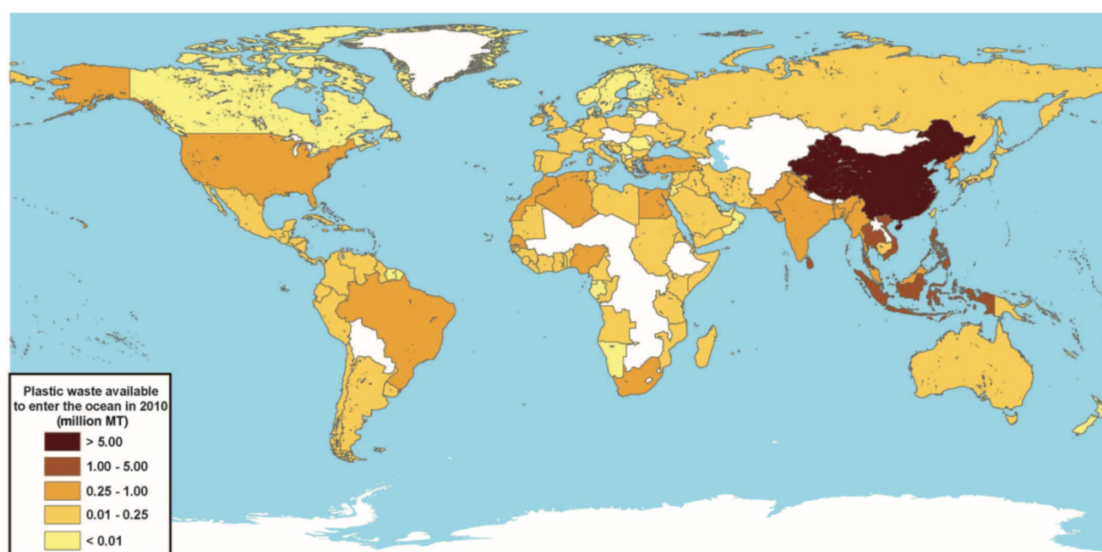 Plastic waste available
to enter the ocean in 2010
(million MT)
> 5.00
1.00 - 5.00
0.25 - 1.00
0.01 - 0.25
< 0.01